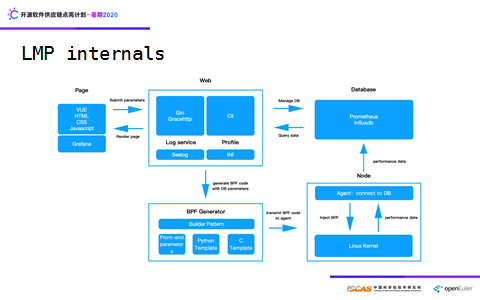 开源软件供应链点亮计划-暑期2020
LMP internals
Page
VUE
HTML
CSS
Javascript
Grafana
Submit parameters
Render page
Web
Gin
Gracehttp
Cli
Log service
Profile
Seelog
INI
Manage DB
Query data
Database
Prometheus
Influxdb
performance data
generate BPF code
with DB parameters
BPF Generator
Builder Pattern
Front-end
parameter
s
Python
Template
C
Template
transmit BPF code
to agent
Node
Agent: connect to DB
inject BPF
performance data
Linux Kernel
ISCAS
中国科学院软件研究所
openEuler